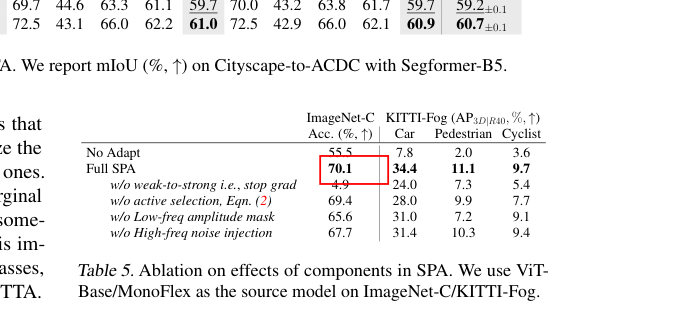 69.7 44.6 63.3 61.1 59.7 70.0 43.2 63.8 61.7 59.7 59.2±0.1
72.5 43.1 66.0 62.2 61.0 72.5 42.9 66.0 62.1 60.9 60.7±0.1
TA. We report mIoU (%, ↑) on Cityscape-to-ACDC with Segformer-B5.
s that
ze the
ones.
rginal
some-
is im-
asses,
TTA.
ImageNet-C KITTI-Fog (AP3D|R40, %, ↑)
Acc. (%, ↑) Car Pedestrian Cyclist
No Adapt 55.5 7.8 2.0 3.6
Full SPA 70.1 34.4 11.1 9.7
w/o weak-to-strong i.e., stop grad 4.9 24.0 7.3 5.4
w/o active selection, Eqn. (2) 69.4 28.0 9.9 7.7
w/o Low-freq amplitude mask 65.6 31.0 7.2 9.1
w/o High-freq noise injection 67.7 31.4 10.3 9.4
Table 5. Ablation on effects of components in SPA. We use ViT-
Base/MonoFlex as the source model on ImageNet-C/KITTI-Fog.